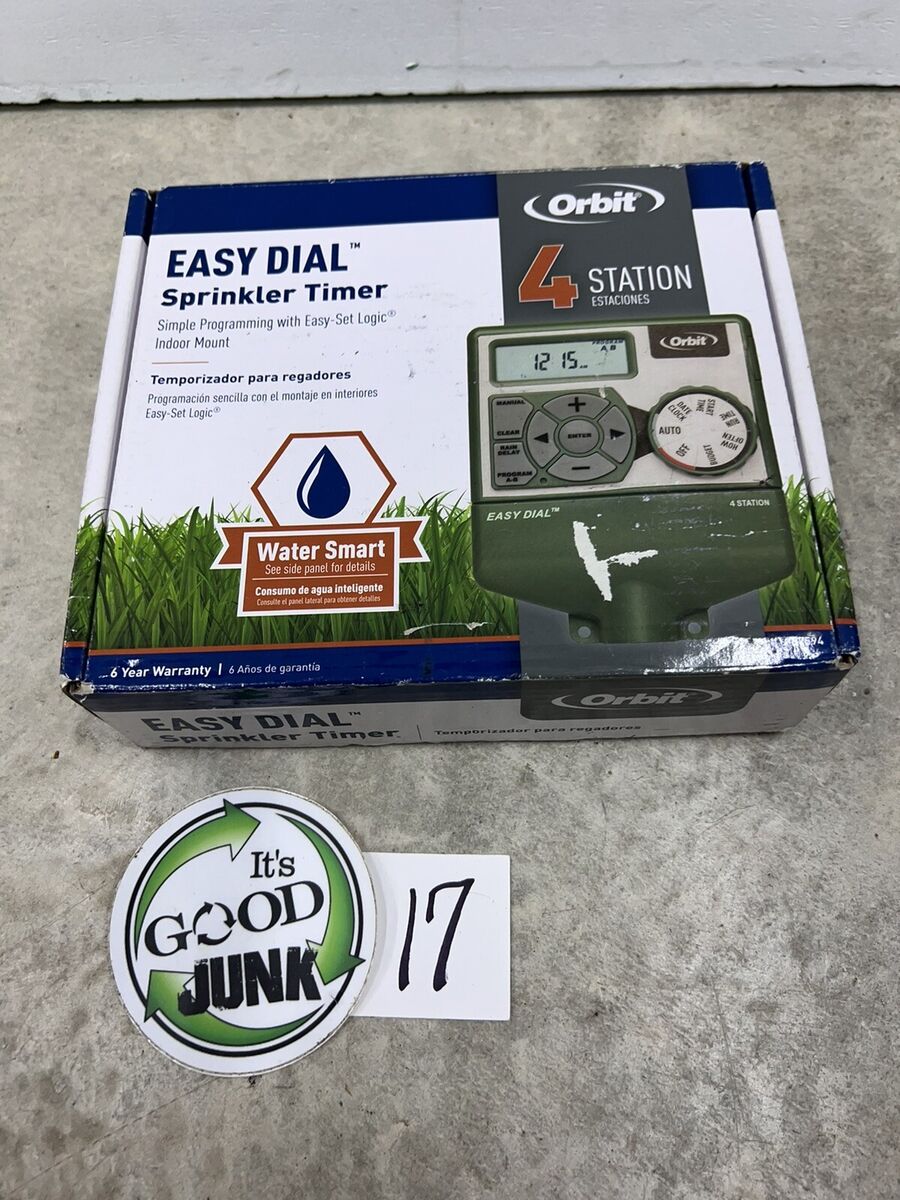 Orbit®
4 STATION
ESTACIONES
EASY DIAL™
Sprinkler Timer
Simple Programming with Easy-Set Logic®
Indoor Mount
Temporizador para regadores
Programación sencilla con el montaje en interiores
Easy-Set Logic®
Orbit
PROGRAM
A B
12 15 AM
MANUAL
CLEAR
RAIN
DELAY
PROGRAM
A-B
+
ENTER
−
AUTO
DATE
CLOCK
START
TIME
RUN
TIME
HOW
OFTEN
BUDGET
EASY DIAL™
4 STATION
Water Smart
See side panel for details
Consumo de agua inteligente
Consulte el panel lateral para obtener detalles
6 Year Warranty | 6 Años de garantía
EASY DIAL™
Sprinkler Timer
Temporizador para regadores
Orbit
It's
GOOD
JUNK
17